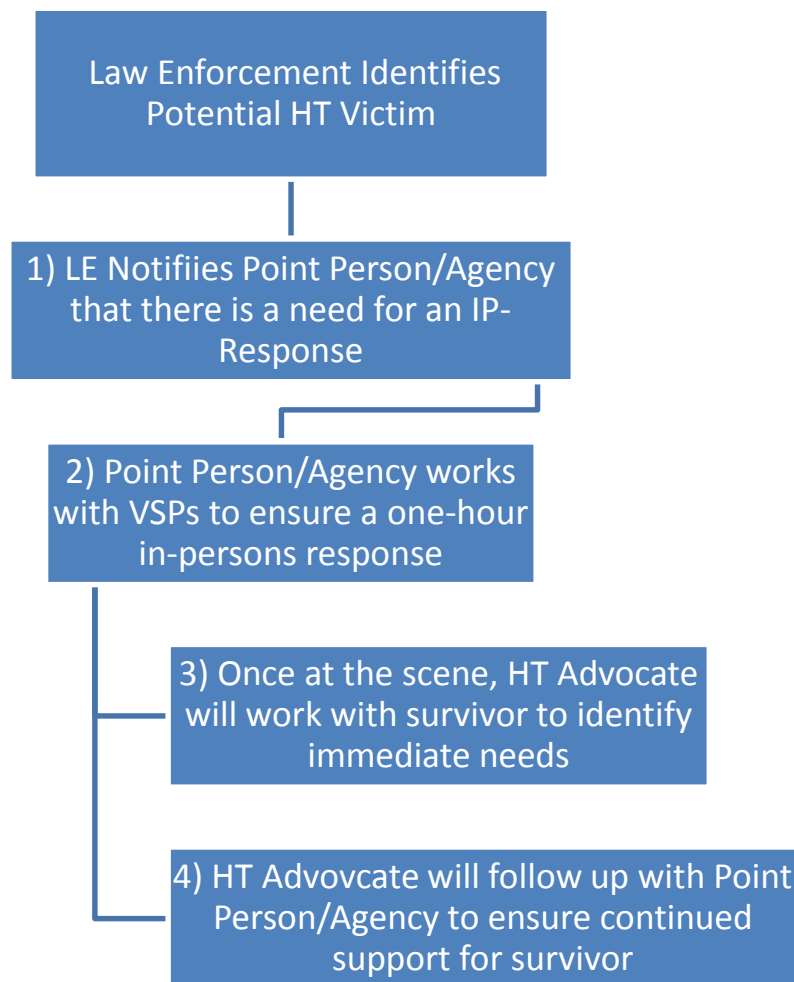 Law Enforcement Identifies
Potential HT Victim
1) LE Notifiies Point Person/Agency
that there is a need for an IP-
Response
2) Point Person/Agency works
with VSPs to ensure a one-hour
in-persons response
3) Once at the scene, HT Advocate
will work with survivor to identify
immediate needs
4) HT Advovcate will follow up with Point
Person/Agency to ensure continued
support for survivor